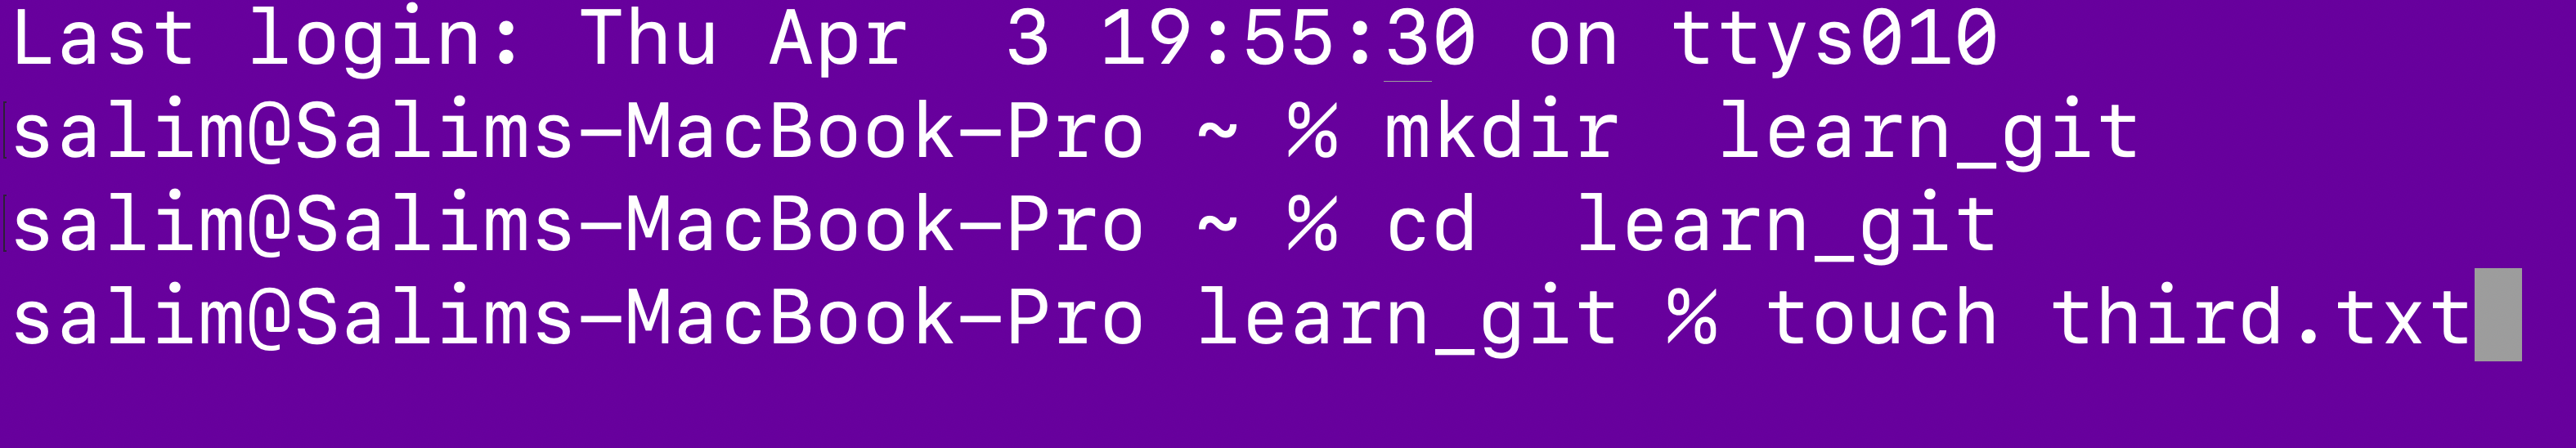 Last login: Thu Apr  3 19:55:30 on ttys010
salim@Salims-MacBook-Pro ~ % mkdir  learn_git
salim@Salims-MacBook-Pro ~ % cd  learn_git
salim@Salims-MacBook-Pro learn_git % touch third.txt